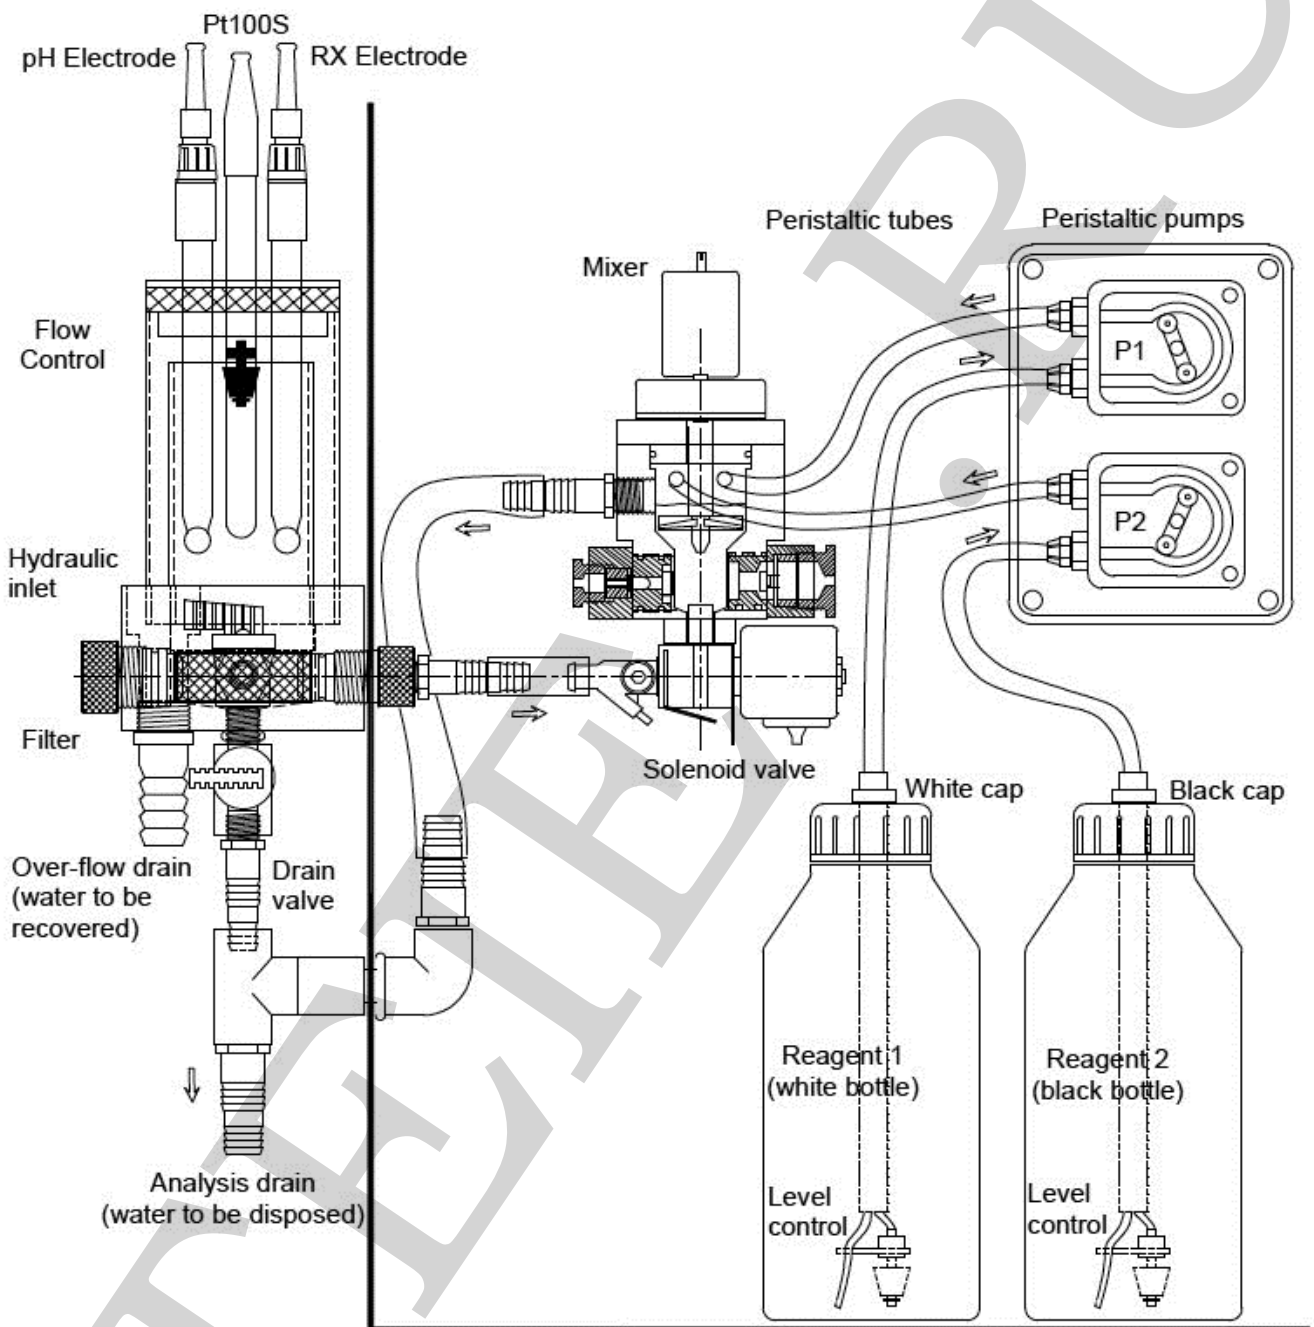 Pt100S
pH Electrode
RX Electrode
Peristaltic tubes
Peristaltic pumps
Mixer
Flow
Control
P1
P2
Hydraulic
inlet
Filter
Solenoid valve
White cap
Black cap
Over-flow drain
(water to be
recovered)
Drain
valve
Reagent 1
(white bottle)
Reagent 2
(black bottle)
Analysis drain
(water to be disposed)
Level
control
Level
control